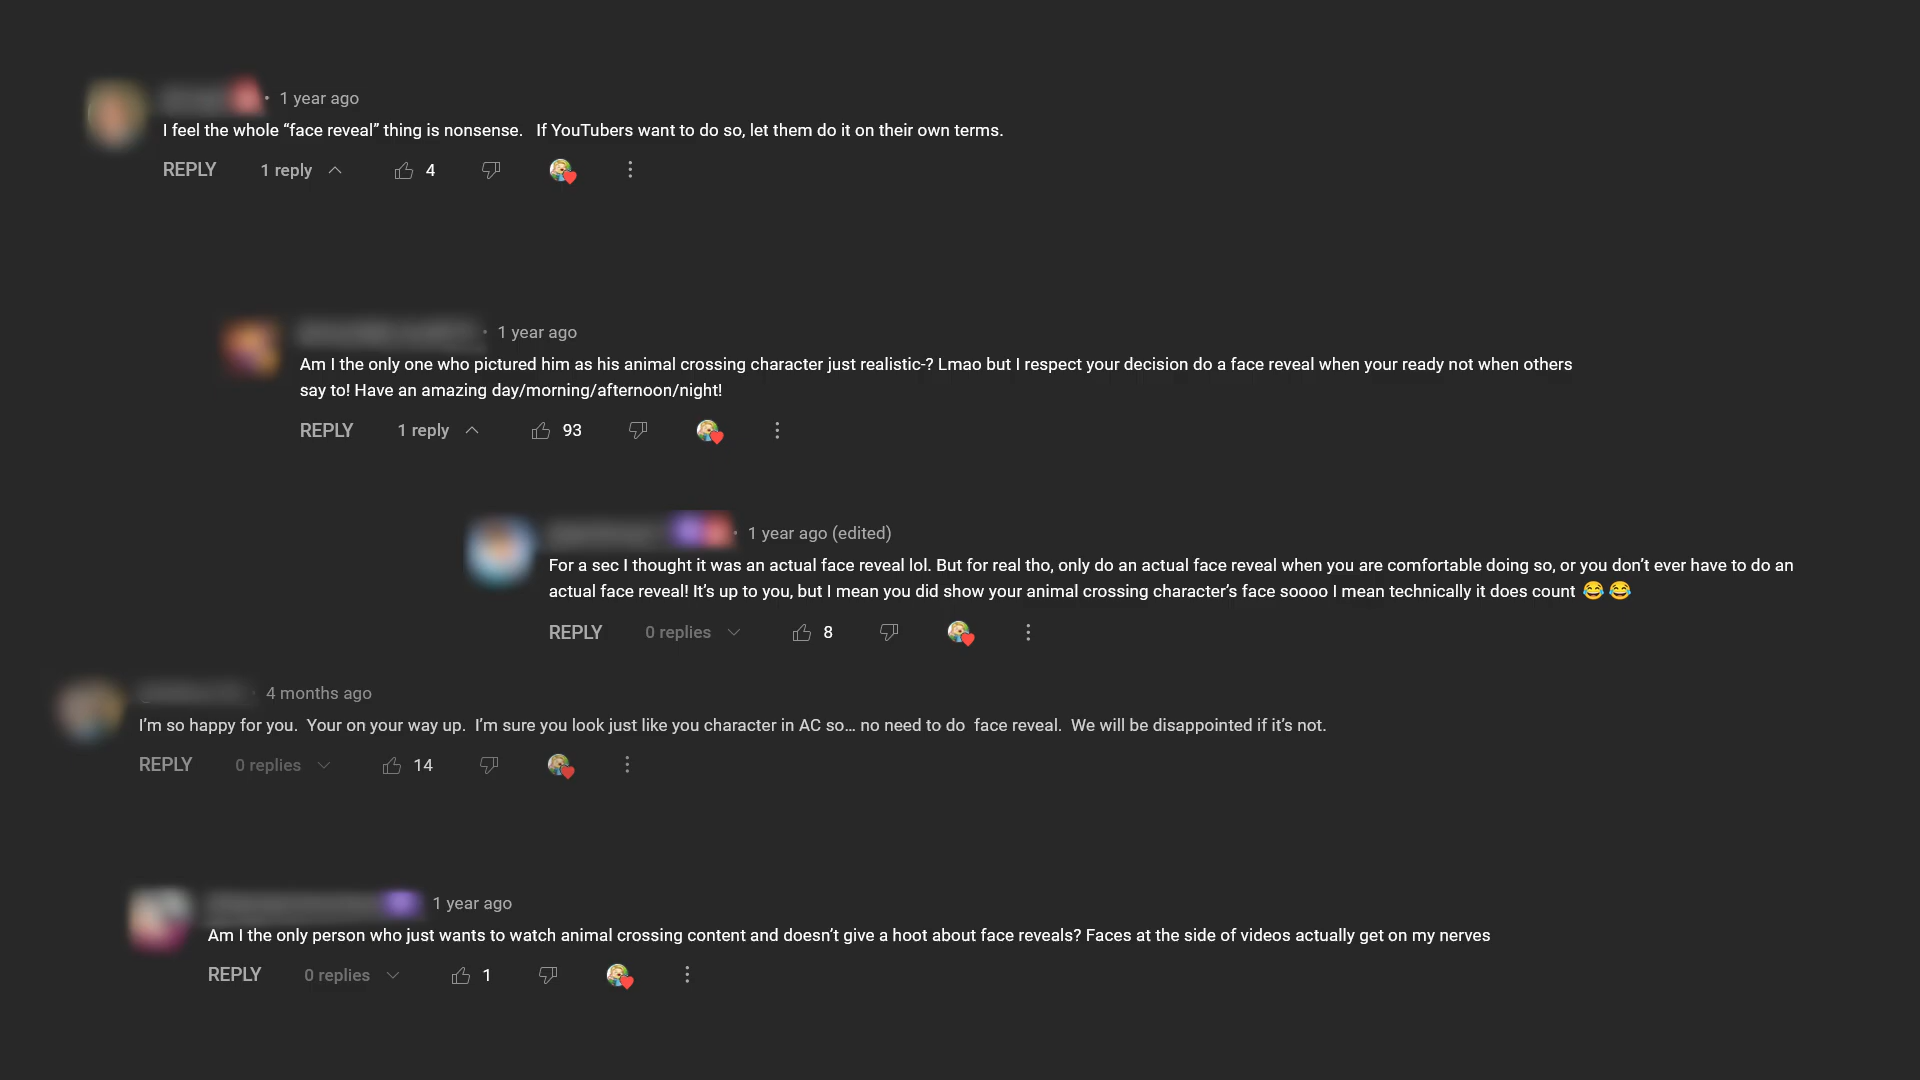 • 1 year ago
I feel the whole “face reveal” thing is nonsense.   If YouTubers want to do so, let them do it on their own terms.
REPLY 1 reply 4
• 1 year ago
Am I the only one who pictured him as his animal crossing character just realistic-? Lmao but I respect your decision do a face reveal when your ready not when others
say to! Have an amazing day/morning/afternoon/night!
REPLY 1 reply 93
• 1 year ago (edited)
For a sec I thought it was an actual face reveal lol. But for real tho, only do an actual face reveal when you are comfortable doing so, or you don’t ever have to do an
actual face reveal! It’s up to you, but I mean you did show your animal crossing character’s face soooo I mean technically it does count 😂 😂
REPLY 0 replies 8
• 4 months ago
I’m so happy for you.  Your on your way up.  I’m sure you look just like you character in AC so... no need to do  face reveal.  We will be disappointed if it’s not.
REPLY 0 replies 14
1 year ago
Am I the only person who just wants to watch animal crossing content and doesn’t give a hoot about face reveals? Faces at the side of videos actually get on my nerves
REPLY 0 replies 1